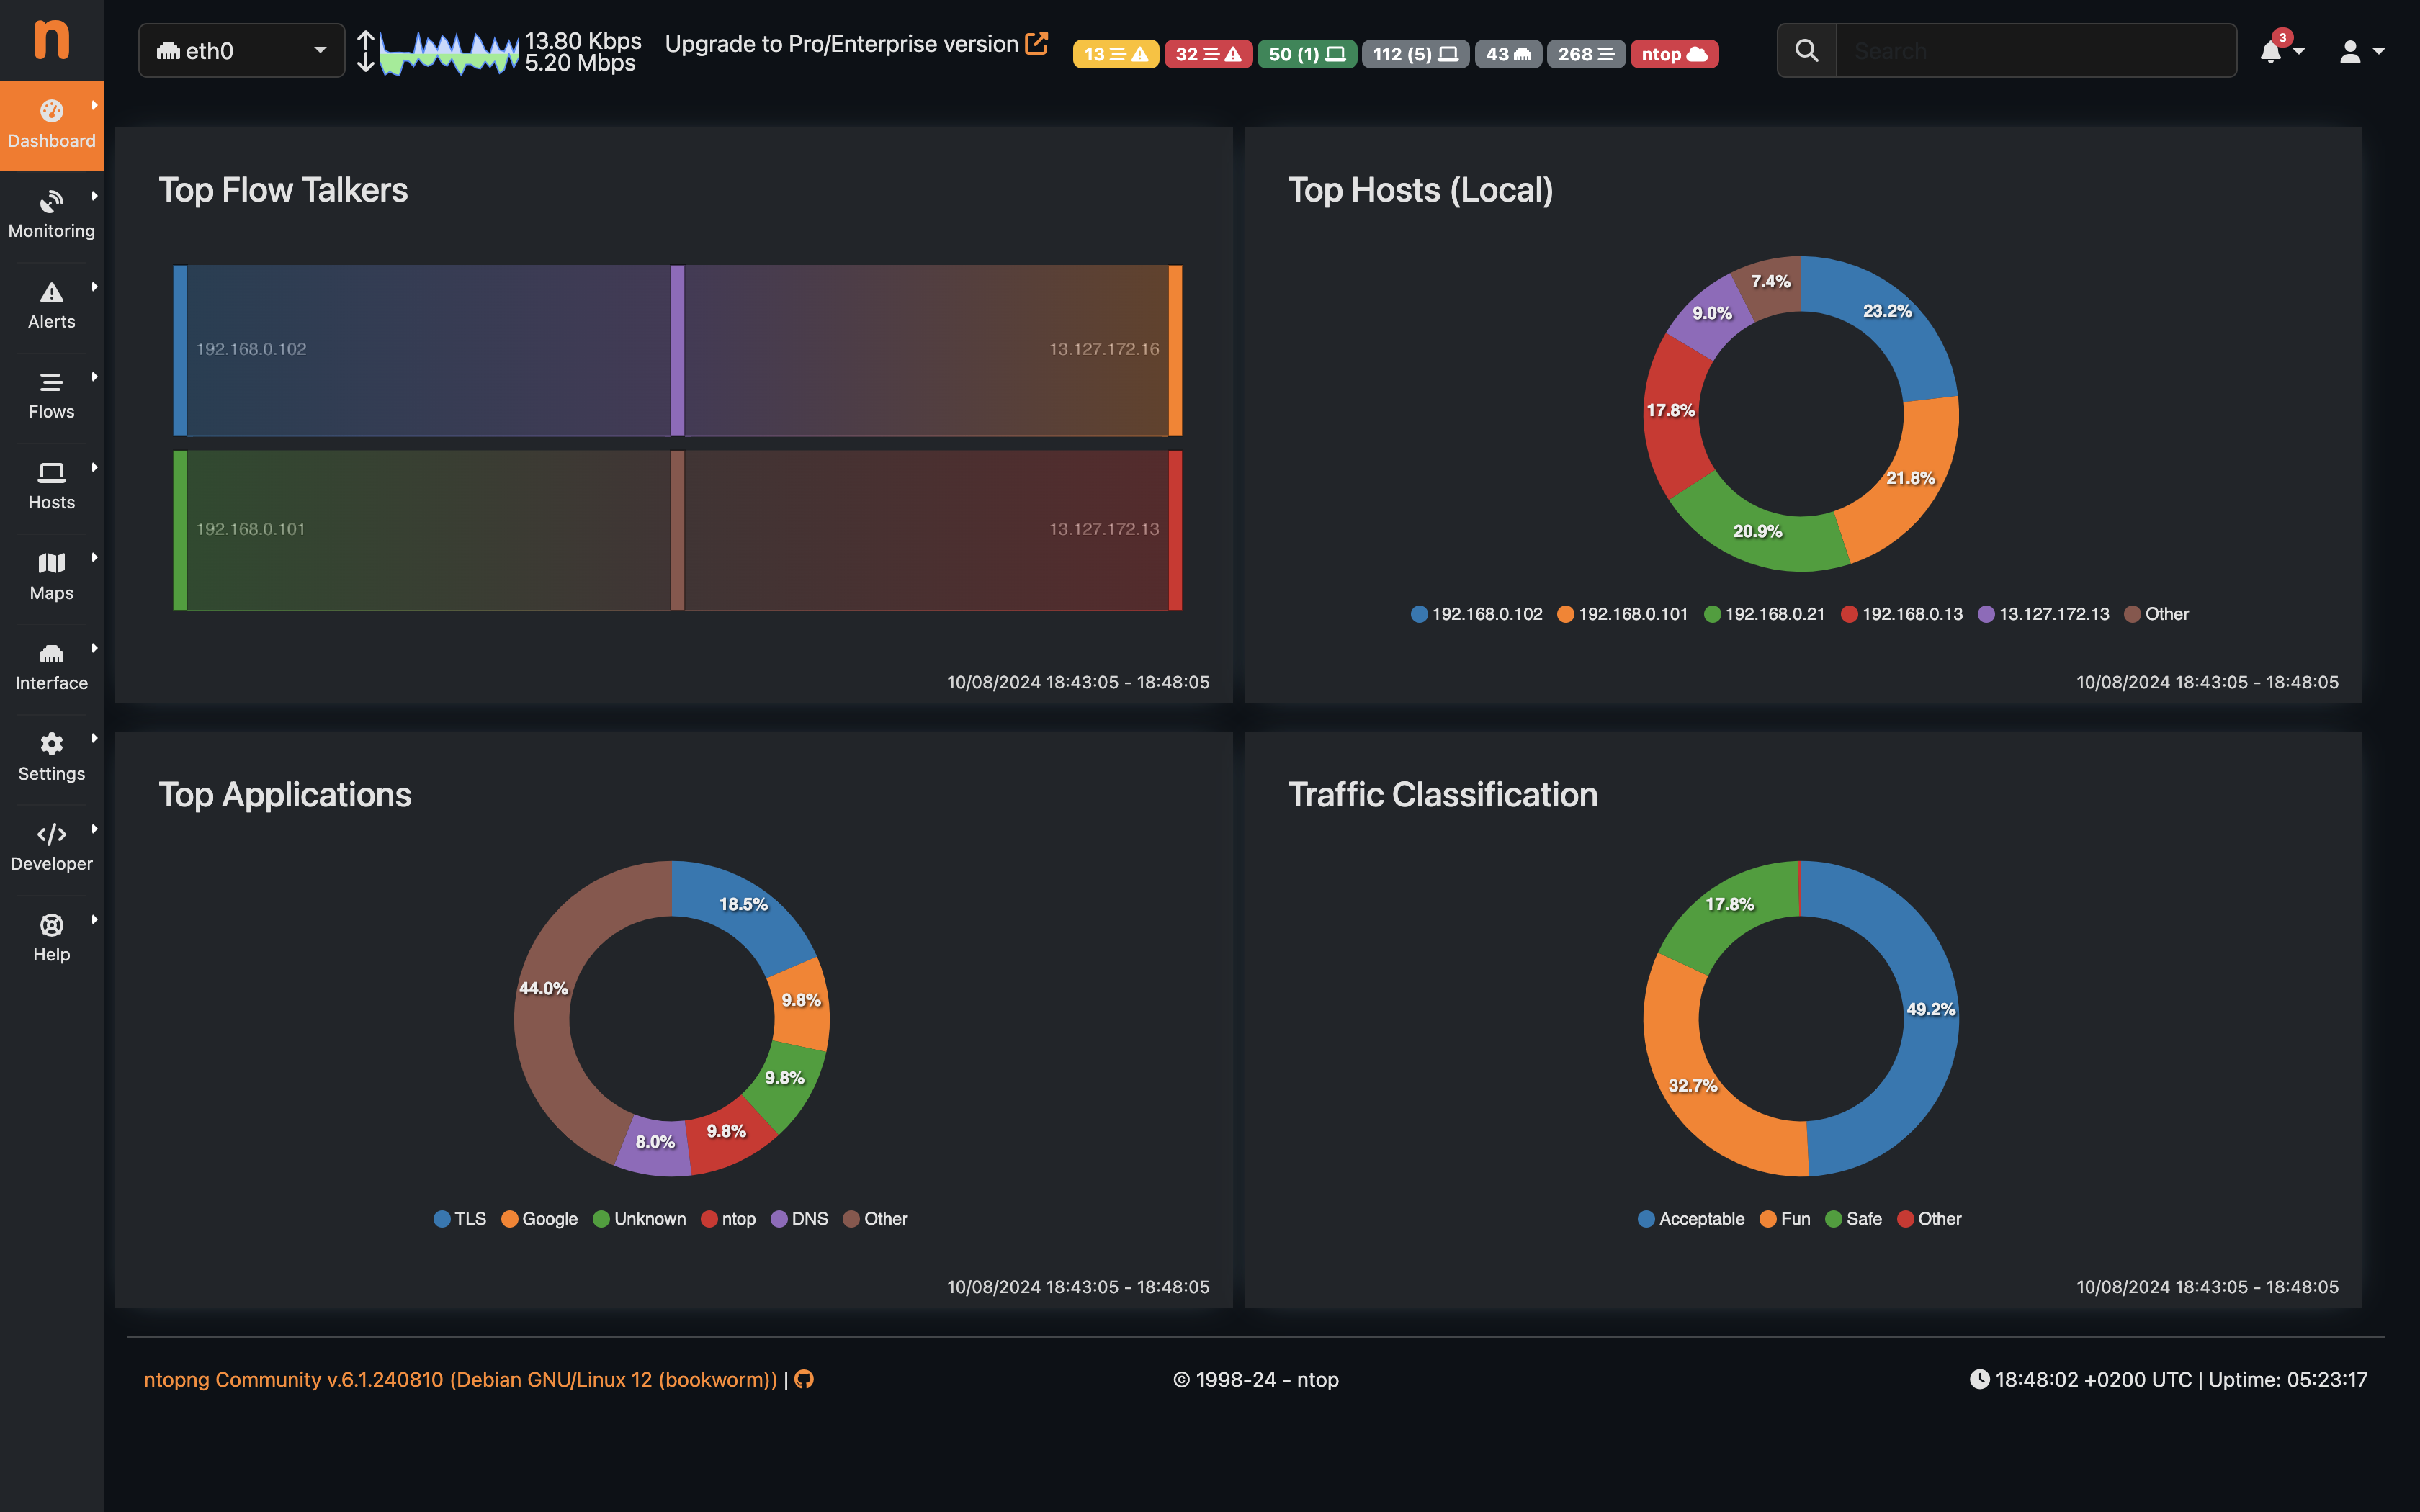 n
eth0
13.80 Kbps
5.20 Mbps
Upgrade to Pro/Enterprise version
13
32
50 (1)
112 (5)
43
268
ntop
Search
3
Dashboard
Monitoring
Alerts
Flows
Hosts
Maps
Interface
Settings
Developer
Help
Top Flow Talkers
192.168.0.102
13.127.172.16
192.168.0.101
13.127.172.13
10/08/2024 18:43:05 - 18:48:05
Top Hosts (Local)
7.4%
23.2%
9.0%
17.8%
21.8%
20.9%
192.168.0.102 192.168.0.101 192.168.0.21 192.168.0.13 13.127.172.13 Other
10/08/2024 18:43:05 - 18:48:05
Top Applications
18.5%
44.0%
9.8%
9.8%
9.8%
8.0%
TLS Google Unknown ntop DNS Other
10/08/2024 18:43:05 - 18:48:05
Traffic Classification
17.8%
49.2%
32.7%
Acceptable Fun Safe Other
10/08/2024 18:43:05 - 18:48:05
ntopng Community v.6.1.240810 (Debian GNU/Linux 12 (bookworm)) |
© 1998-24 - ntop
18:48:02 +0200 UTC | Uptime: 05:23:17